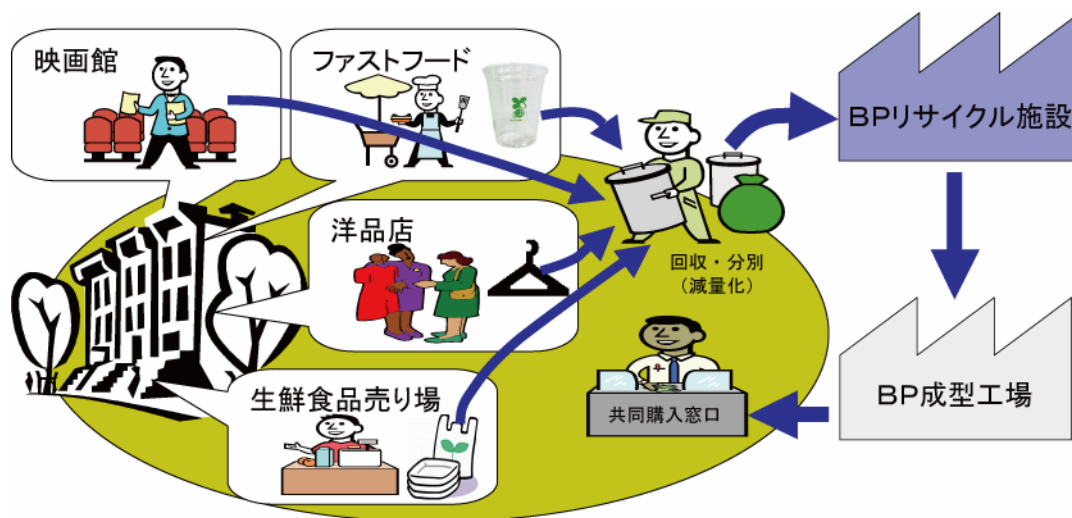 映画館
ファストフード
洋品店
生鮮食品売り場
回収・分別
(減量化)
BPリサイクル施設
BP成型工場
共同購入窓口